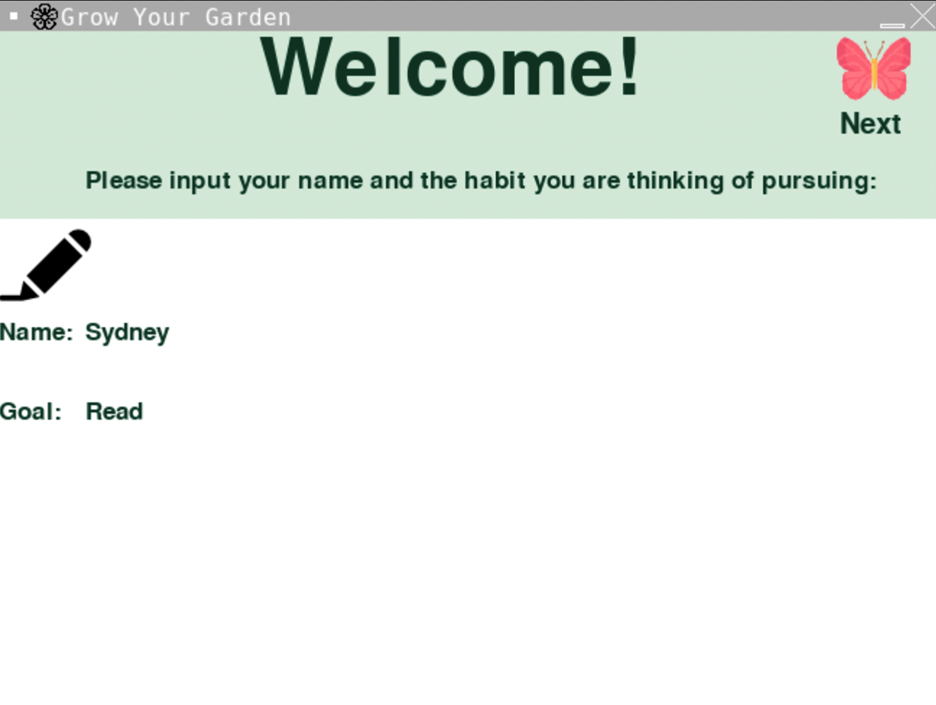 Grow Your Garden
Welcome!
Next
Please input your name and the habit you are thinking of pursuing:
Name: Sydney
Goal: Read